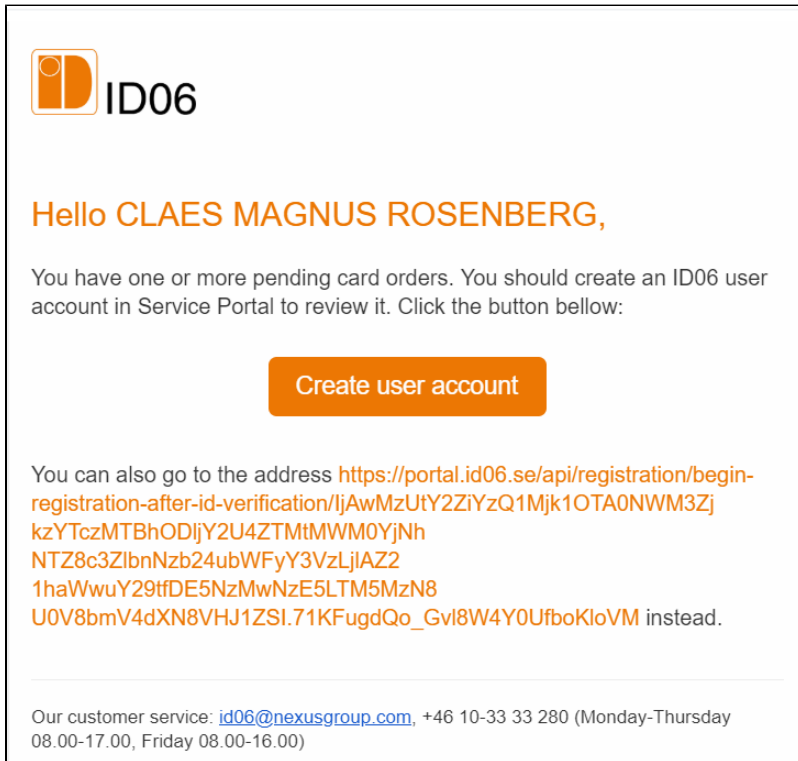 ID06
Hello CLAES MAGNUS ROSENBERG,
You have one or more pending card orders. You should create an ID06 user
account in Service Portal to review it. Click the button bellow:
Create user account
You can also go to the address https://portal.id06.se/api/registration/begin-
registration-after-id-verification/IjAwMzUtY2ZiYzQ1Mjk1OTA0NWM3Zj
kzYTczMTBhODljY2U4ZTMtMWM0YjNh
NTZ8c3ZlbnNzb24ubWFyY3VzLjlAZ2
1haWwuY29tfDE5NzMwNzE5LTM5MzN8
U0V8bmV4dXN8VHJ1ZSI.71KFugdQo_Gvl8W4Y0UfboKloVM instead.
Our customer service: id06@nexusgroup.com, +46 10-33 33 280 (Monday-Thursday
08.00-17.00, Friday 08.00-16.00)